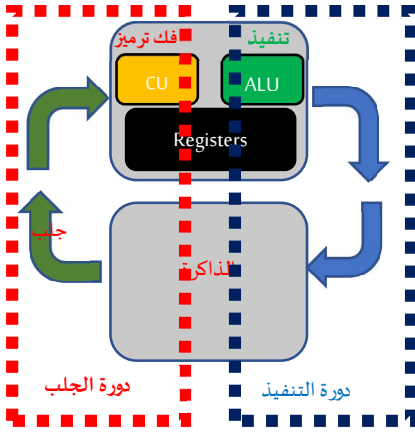 فك ترميز
تنفيذ
CU
ALU
Registers
جلب
الذاكرة
دورة الجلب
دورة التنفيذ